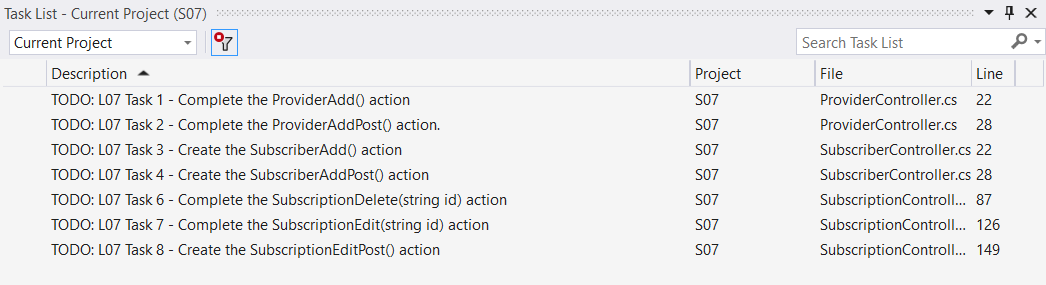 Task List - Current Project (S07)
Current Project
Search Task List
Description Project File Line
TODO: L07 Task 1 - Complete the ProviderAdd() action S07 ProviderController.cs 22
TODO: L07 Task 2 - Complete the ProviderAddPost() action. S07 ProviderController.cs 28
TODO: L07 Task 3 - Create the SubscriberAdd() action S07 SubscriberController.cs 22
TODO: L07 Task 4 - Create the SubscriberAddPost() action S07 SubscriberController.cs 28
TODO: L07 Task 6 - Complete the SubscriptionDelete(string id) action S07 SubscriptionControll... 87
TODO: L07 Task 7 - Complete the SubscriptionEdit(string id) action S07 SubscriptionControll... 126
TODO: L07 Task 8 - Create the SubscriptionEditPost() action S07 SubscriptionControll... 149